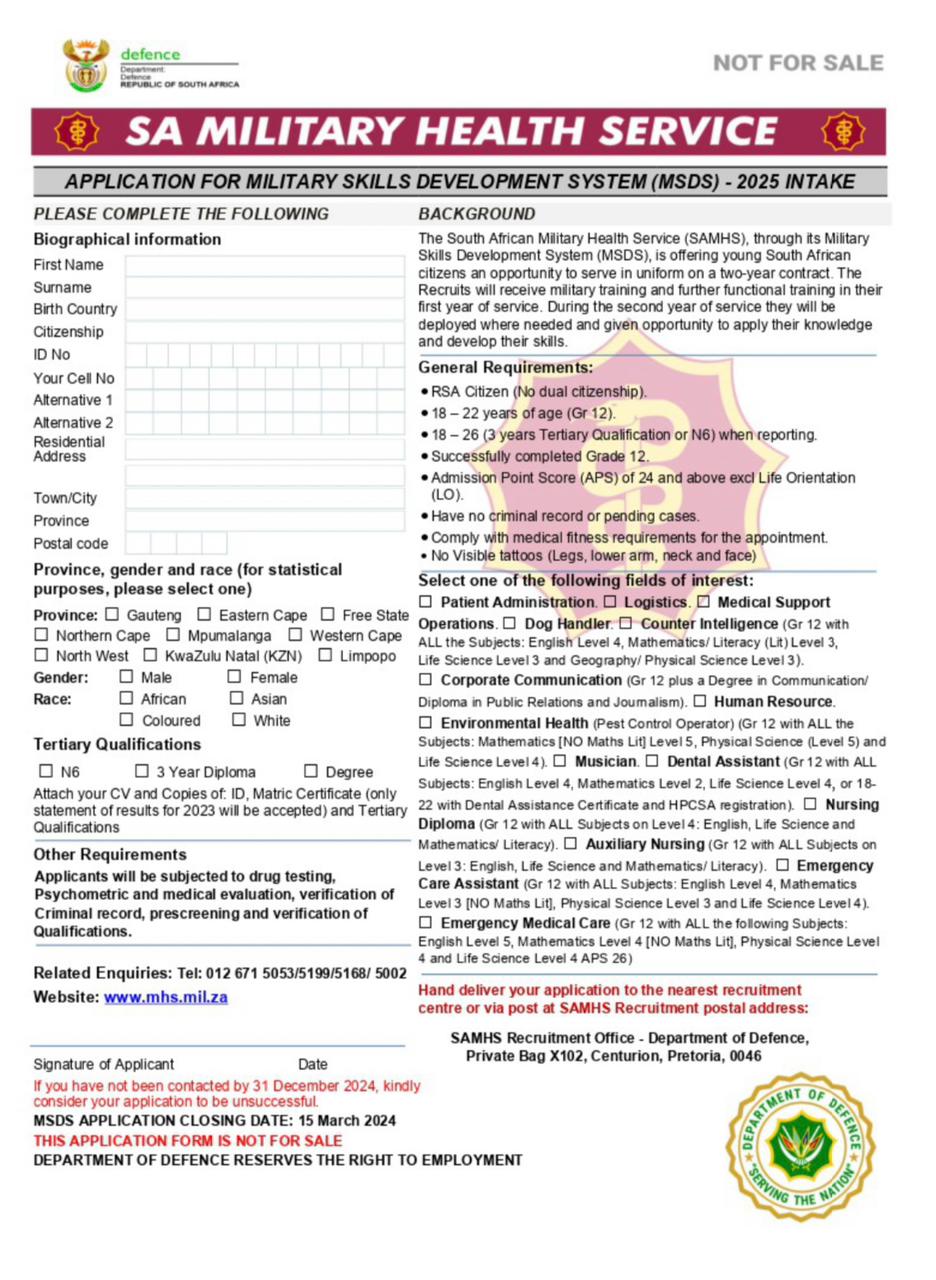 defence
Department:
Defence
REPUBLIC OF SOUTH AFRICA
NOT FOR SALE
SA MILITARY HEALTH SERVICE
APPLICATION FOR MILITARY SKILLS DEVELOPMENT SYSTEM (MSDS) - 2025 INTAKE
PLEASE COMPLETE THE FOLLOWING
Biographical information
First Name
Surname
Birth Country
Citizenship
ID No
Your Cell No
Alternative 1
Alternative 2
Residential
Address
Town/City
Province
Postal code
Province, gender and race (for statistical
purposes, please select one)
Province: ☐ Gauteng ☐ Eastern Cape ☐ Free State
☐ Northern Cape ☐ Mpumalanga ☐ Western Cape
☐ North West ☐ KwaZulu Natal (KZN) ☐ Limpopo
Gender: ☐ Male ☐ Female
Race: ☐ African ☐ Asian
☐ Coloured ☐ White
Tertiary Qualifications
☐ N6 ☐ 3 Year Diploma ☐ Degree
Attach your CV and Copies of: ID, Matric Certificate (only
statement of results for 2023 will be accepted) and Tertiary
Qualifications
Other Requirements
Applicants will be subjected to drug testing,
Psychometric and medical evaluation, verification of
Criminal record, prescreening and verification of
Qualifications.
Related Enquiries: Tel: 012 671 5053/5199/5168/ 5002
Website: www.mhs.mil.za
Signature of Applicant Date
If you have not been contacted by 31 December 2024, kindly
consider your application to be unsuccessful.
MSDS APPLICATION CLOSING DATE: 15 March 2024
THIS APPLICATION FORM IS NOT FOR SALE
DEPARTMENT OF DEFENCE RESERVES THE RIGHT TO EMPLOYMENT
BACKGROUND
The South African Military Health Service (SAMHS), through its Military
Skills Development System (MSDS), is offering young South African
citizens an opportunity to serve in uniform on a two-year contract. The
Recruits will receive military training and further functional training in their
first year of service. During the second year of service they will be
deployed where needed and given opportunity to apply their knowledge
and develop their skills.
General Requirements:
• RSA Citizen (No dual citizenship).
• 18 – 22 years of age (Gr 12).
• 18 – 26 (3 years Tertiary Qualification or N6) when reporting.
• Successfully completed Grade 12.
• Admission Point Score (APS) of 24 and above excl Life Orientation
(LO).
• Have no criminal record or pending cases.
• Comply with medical fitness requirements for the appointment.
• No Visible tattoos (Legs, lower arm, neck and face)
Select one of the following fields of interest:
☐ Patient Administration. ☐ Logistics. ☐ Medical Support
Operations. ☐ Dog Handler. ☐ Counter Intelligence (Gr 12 with
ALL the Subjects: English Level 4, Mathematics/ Literacy (Lit) Level 3,
Life Science Level 3 and Geography/ Physical Science Level 3).
☐ Corporate Communication (Gr 12 plus a Degree in Communication/
Diploma in Public Relations and Journalism). ☐ Human Resource.
☐ Environmental Health (Pest Control Operator) (Gr 12 with ALL the
Subjects: Mathematics [NO Maths Lit] Level 5, Physical Science (Level 5) and
Life Science Level 4). ☐ Musician. ☐ Dental Assistant (Gr 12 with ALL
Subjects: English Level 4, Mathematics Level 2, Life Science Level 4, or 18-
22 with Dental Assistance Certificate and HPCSA registration). ☐ Nursing
Diploma (Gr 12 with ALL Subjects on Level 4: English, Life Science and
Mathematics/ Literacy). ☐ Auxiliary Nursing (Gr 12 with ALL Subjects on
Level 3: English, Life Science and Mathematics/ Literacy). ☐ Emergency
Care Assistant (Gr 12 with ALL Subjects: English Level 4, Mathematics
Level 3 [NO Maths Lit], Physical Science Level 3 and Life Science Level 4).
☐ Emergency Medical Care (Gr 12 with ALL the following Subjects:
English Level 5, Mathematics Level 4 [NO Maths Lit], Physical Science Level
4 and Life Science Level 4 APS 26)
Hand deliver your application to the nearest recruitment
centre or via post at SAMHS Recruitment postal address:
SAMHS Recruitment Office - Department of Defence,
Private Bag X102, Centurion, Pretoria, 0046
DEPARTMENT OF DEFENCE
"SERVING THE NATION"